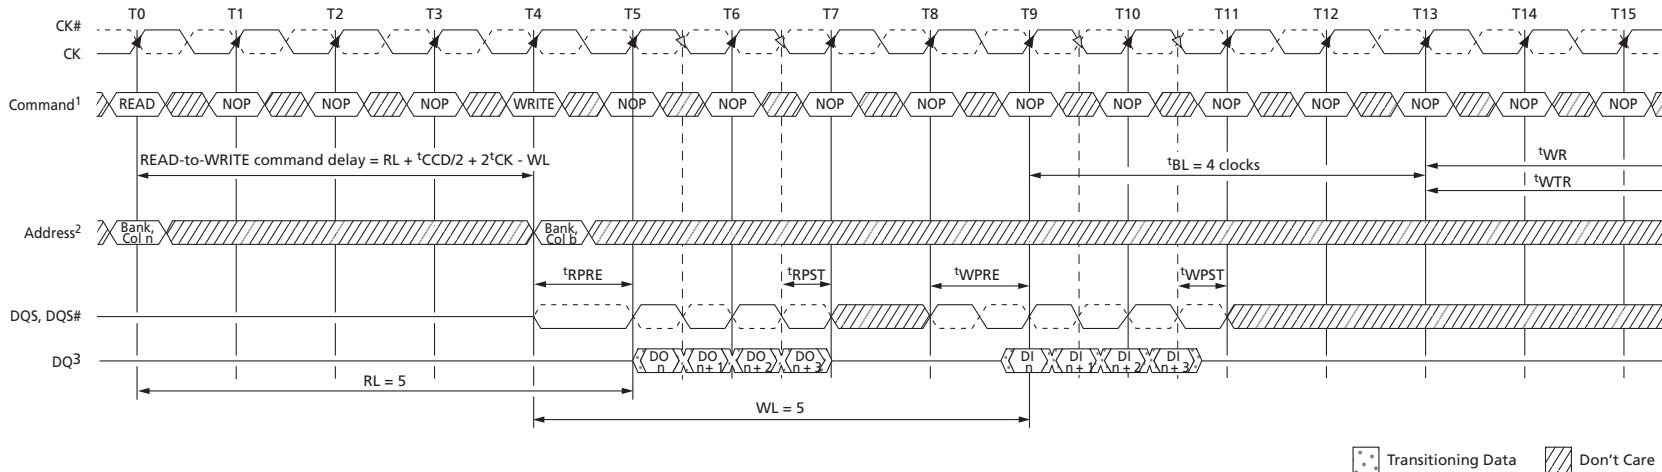 T0 T1 T2 T3 T4 T5 T6 T7 T8 T9 T10 T11 T12 T13 T14 T15
CK#
CK
Command1 READ NOP NOP NOP WRITE NOP NOP NOP NOP NOP NOP NOP NOP NOP NOP NOP
READ-to-WRITE command delay = RL + tCCD/2 + 2tCK - WL
tBL = 4 clocks
tWR
tWTR
Address2 Bank, Col n Bank, Col b
tRPRE tRPST tWPRE tWPST
DQS, DQS#
DQ3 DO n DO n + 1 DO n + 2 DO n + 3 DI n DI n + 1 DI n + 2 DI n + 3
RL = 5
WL = 5
Transitioning Data Don't Care